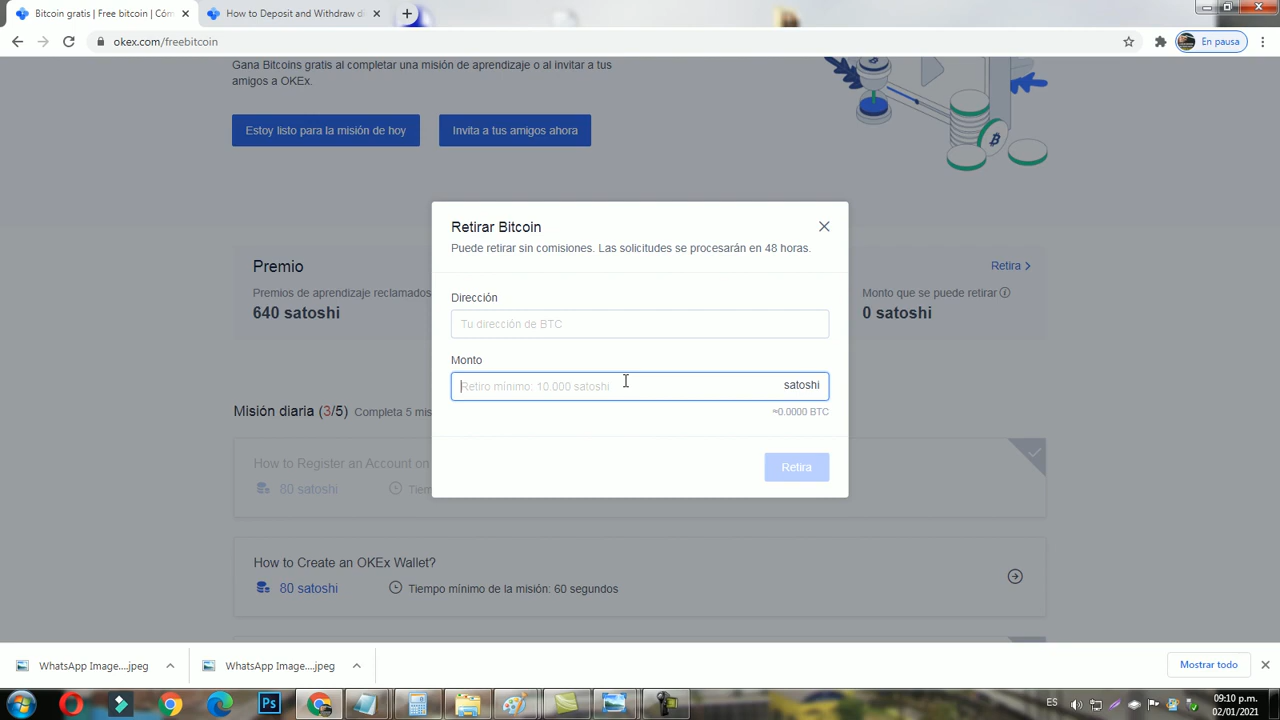 Bitcoin gratis | Free bitcoin | Cóm
How to Deposit and Withdraw di
okex.com/freebitcoin
En pausa
Gana Bitcoins gratis al completar una misión de aprendizaje o al invitar a tus
amigos a OKEx.
Estoy listo para la misión de hoy
Invita a tus amigos ahora
Retirar Bitcoin
Puede retirar sin comisiones. Las solicitudes se procesarán en 48 horas.
Premio
Retira
Premios de aprendizaje reclamados
Monto que se puede retirar
640 satoshi
0 satoshi
Dirección
Tu dirección de BTC
Monto
Retiro mínimo: 10.000 satoshi
satoshi
≈0.0000 BTC
Misión diaria (3/5)
Completa 5 mis
Retira
How to Register an Account on
80 satoshi
Tiem
How to Create an OKEx Wallet?
80 satoshi
Tiempo mínimo de la misión: 60 segundos
WhatsApp Image....jpeg
WhatsApp Image....jpeg
Mostrar todo
Ps
ES
09:10 p.m.
02/01/2021